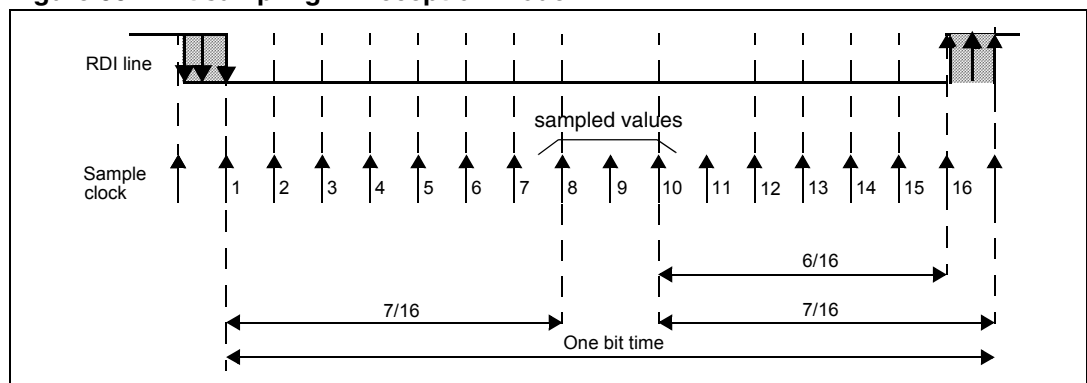 RDI line
sampled values
Sample
clock
1 2 3 4 5 6 7 8 9 10 11 12 13 14 15 16
6/16
7/16 7/16
One bit time